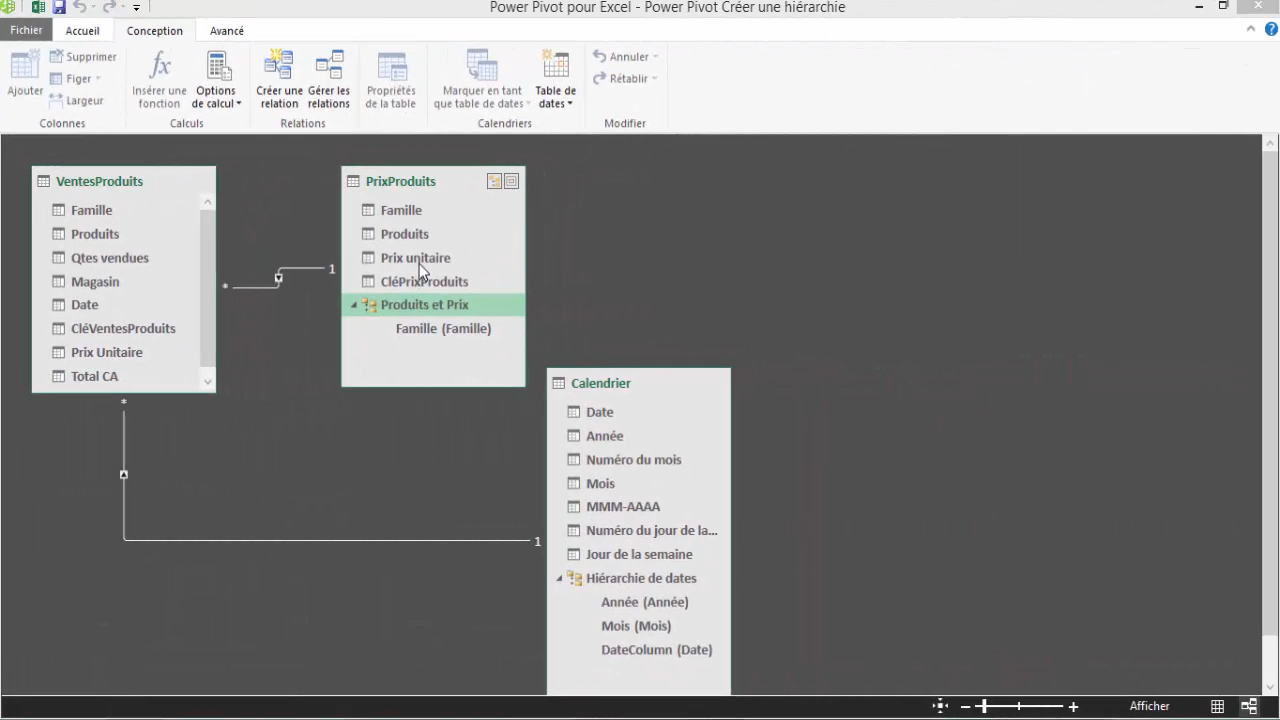 Power Pivot pour Excel - Power Pivot Créer une hiérarchie
Fichier
Accueil
Conception
Avancé
Ajouter
Supprimer
Figer
Largeur
Colonnes
Insérer une
fonction
Options
de calcul
Calculs
Créer une
relation
Gérer les
relations
Relations
Propriétés
de la table
Marquer en tant
que table de dates
Table de
dates
Calendriers
Annuler
Rétablir
Modifier
VentesProduits
Famille
Produits
Qtes vendues
Magasin
Date
CléVentesProduits
Prix Unitaire
Total CA
PrixProduits
Famille
Produits
Prix unitaire
CléPrixProduits
Produits et Prix
Famille (Famille)
*
1
*
1
Calendrier
Date
Année
Numéro du mois
Mois
MMM-AAAA
Numéro du jour de la...
Jour de la semaine
Hiérarchie de dates
Année (Année)
Mois (Mois)
DateColumn (Date)
Afficher